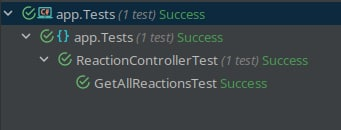 C# app.Tests (1 test) Success
{} app.Tests (1 test) Success
ReactionControllerTest (1 test) Success
GetAllReactionsTest Success